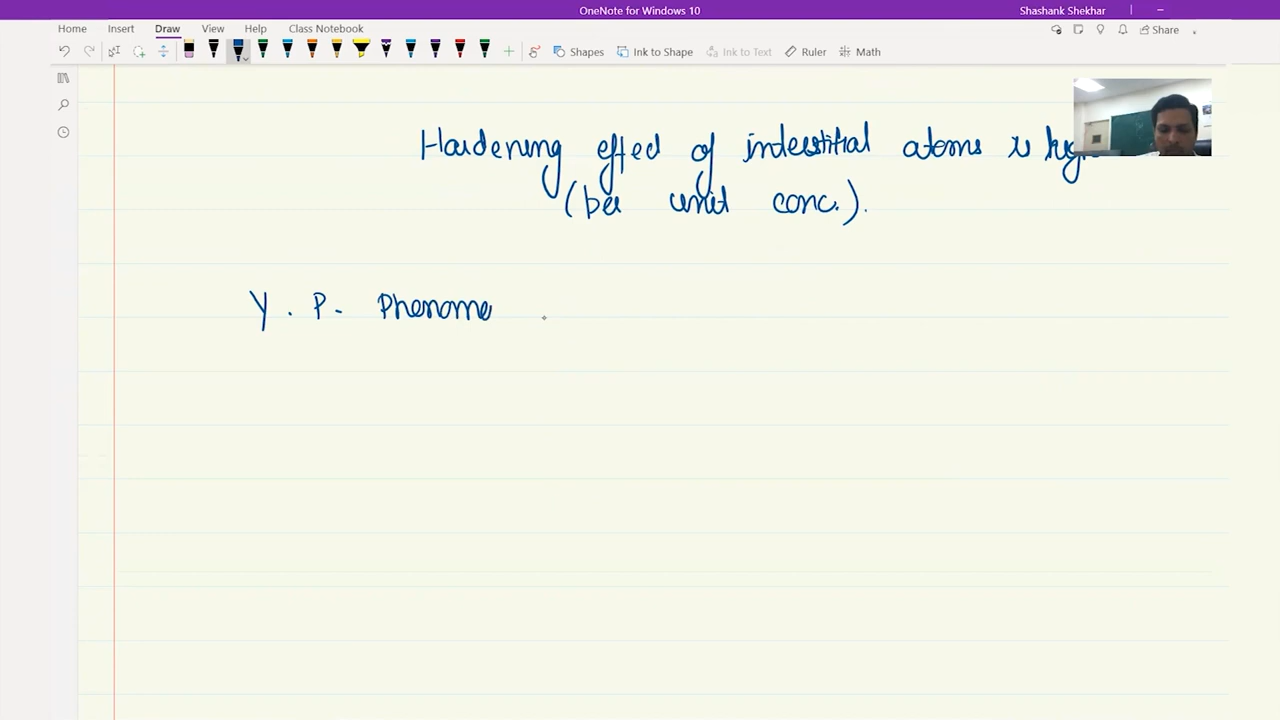 OneNote for Windows 10
Shashank Shekhar
Home Insert Draw View Help Class Notebook
Shapes Ink to Shape Ink to Text Ruler Math
Share
Hardening effect of interstitial atoms is
(per unit conc.).
Y. P. Phenome